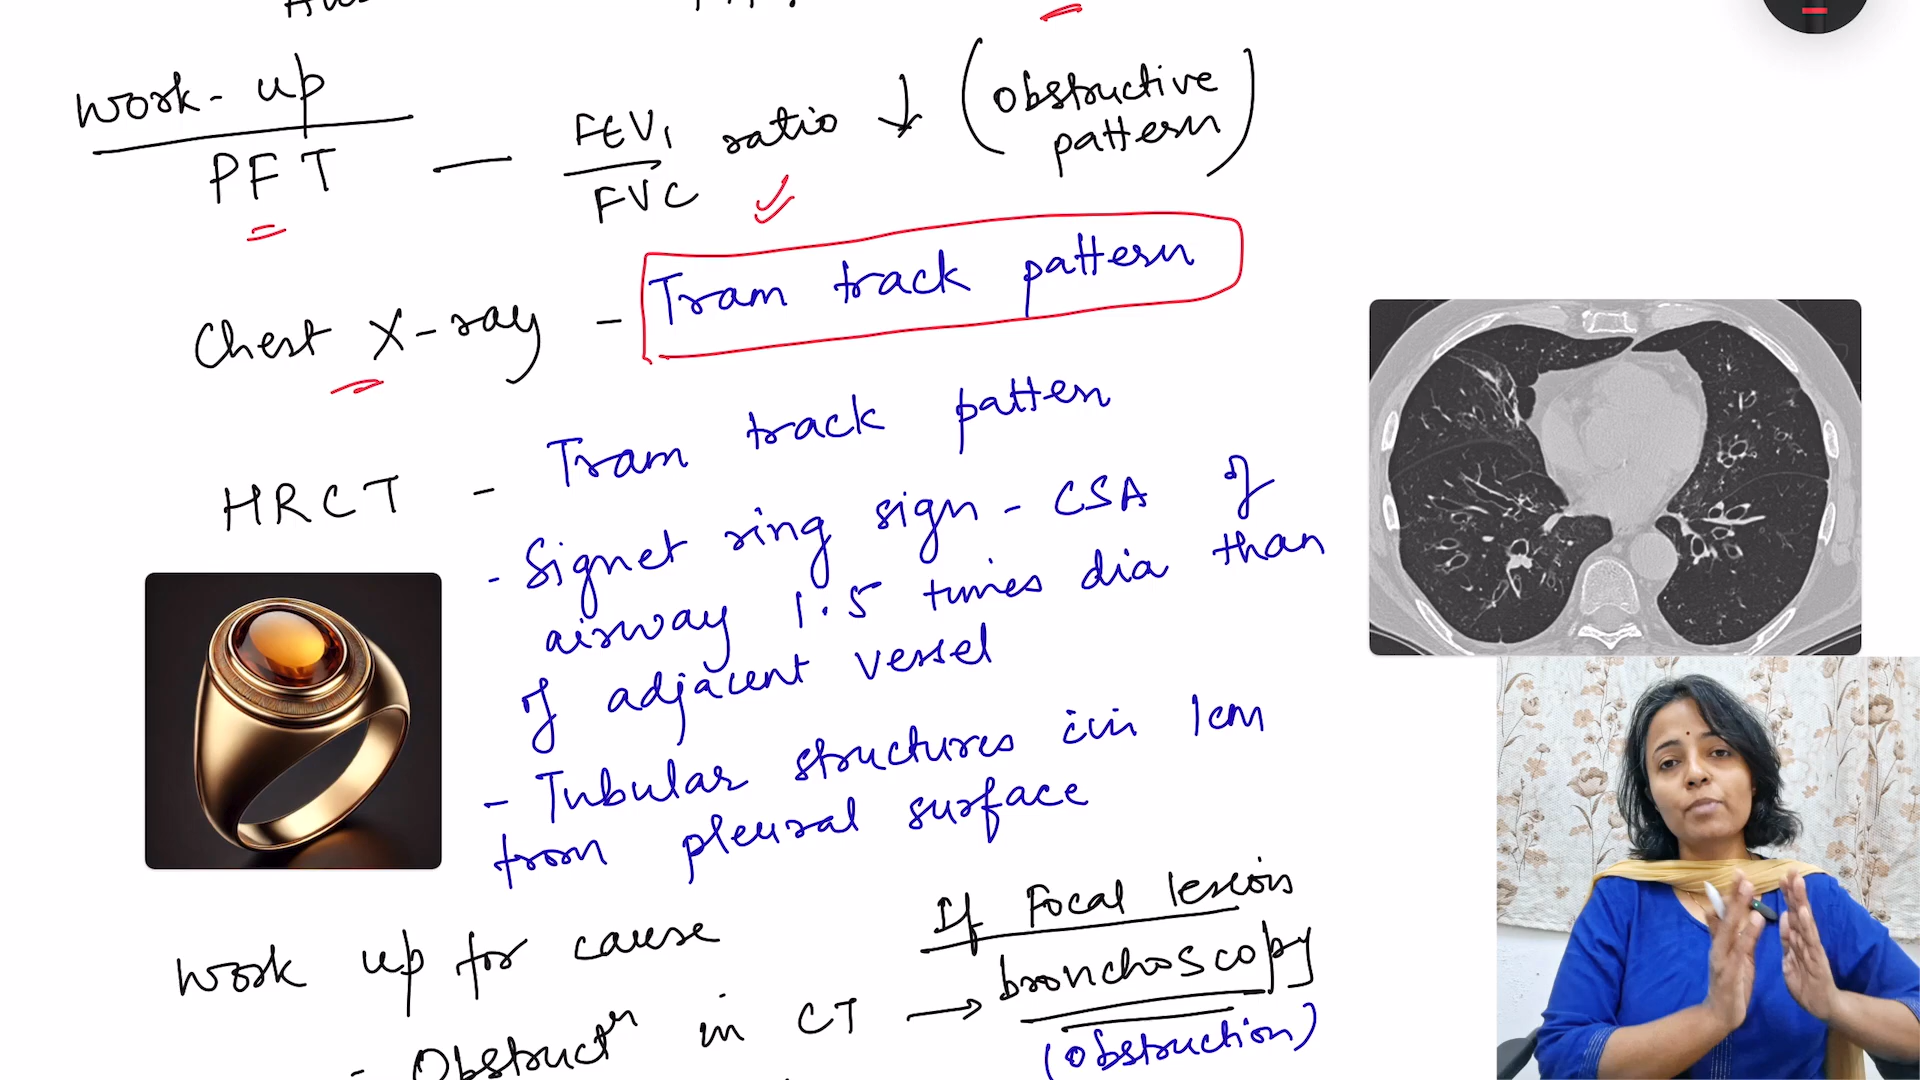 Work-up
PFT — FEV1 / FVC ratio ↓ (Obstructive pattern)
Chest X-ray - Tram track pattern
HRCT - Tram track patten
- Signet ring sign - CSA of
airway 1.5 times dia than
of adjacent vessel
- Tubular structures in 1cm
from pleural surface
Work up for cause
If Focal lesion
bronchoscopy
- Obstructn in CT →
(Obstruction)